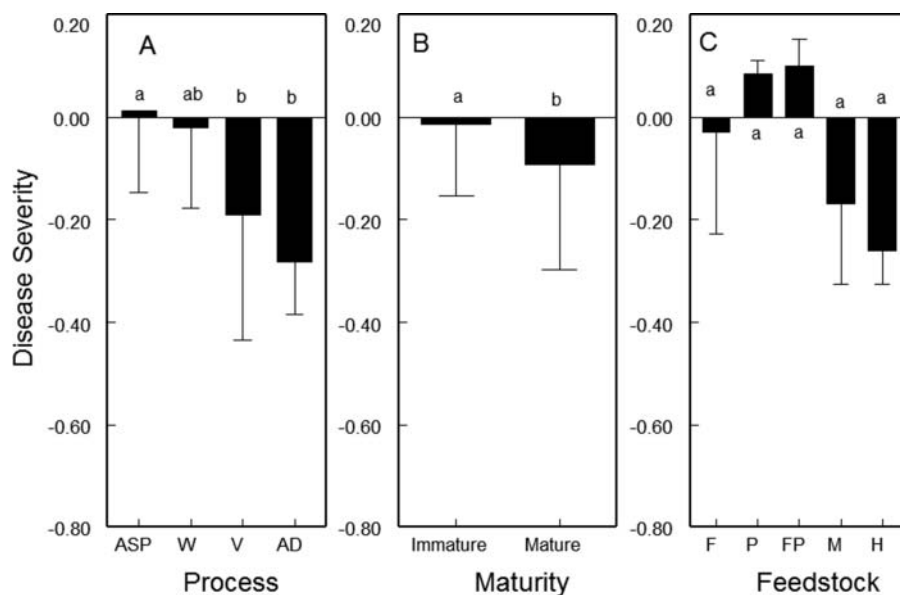 Disease Severity
A
0.20
0.00
-0.20
-0.40
-0.60
-0.80
a ab b b
ASP W V AD
Process
B
0.20
0.00
-0.20
-0.40
-0.60
-0.80
a b
Immature Mature
Maturity
C
0.20
0.00
-0.20
-0.40
-0.60
-0.80
a a a
a a
F P FP M H
Feedstock